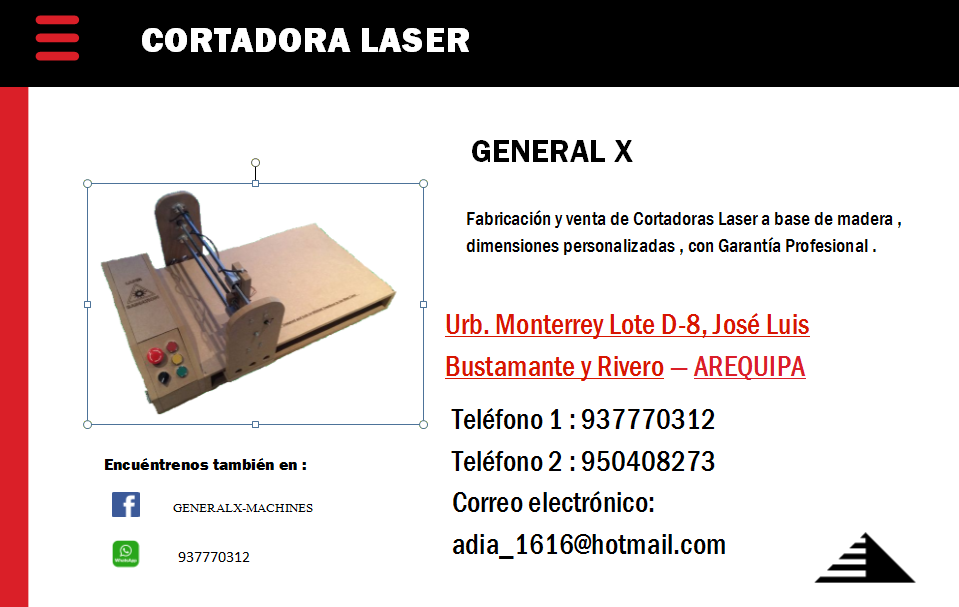 CORTADORA LASER
GENERAL X
Fabricación y venta de Cortadoras Laser a base de madera ,
dimensiones personalizadas , con Garantía Profesional .
Urb. Monterrey Lote D-8, José Luis
Bustamante y Rivero – AREQUIPA
Teléfono 1 : 937770312
Teléfono 2 : 950408273
Correo electrónico:
adia_1616@hotmail.com
Encuéntrenos también en :
GENERALX-MACHINES
WhatsApp
937770312